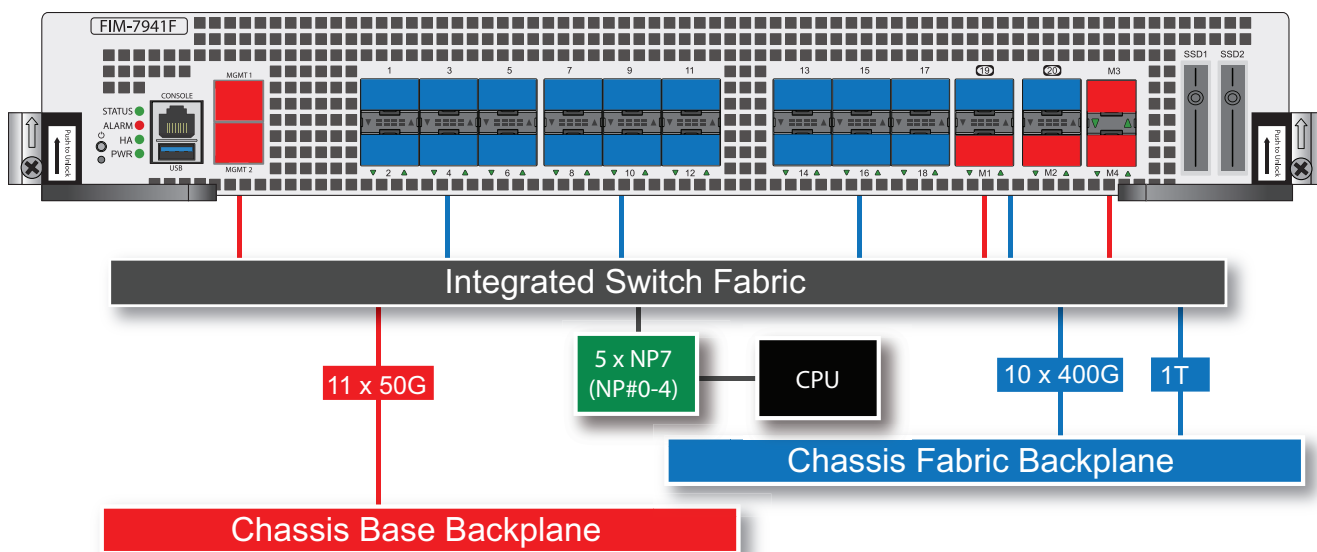 FIM-7941F
SSD1 SSD2
MGMT 1
1 3 5 7 9 11 13 15 17 19 20 M3
CONSOLE
STATUS
ALARM
HA
PWR
USB
MGMT 2
2 4 6 8 10 12 14 16 18 M1 M2 M4
Push to Unlock
Push to Unlock
Integrated Switch Fabric
11 x 50G
5 x NP7
(NP#0-4)
CPU
10 x 400G
1T
Chassis Fabric Backplane
Chassis Base Backplane